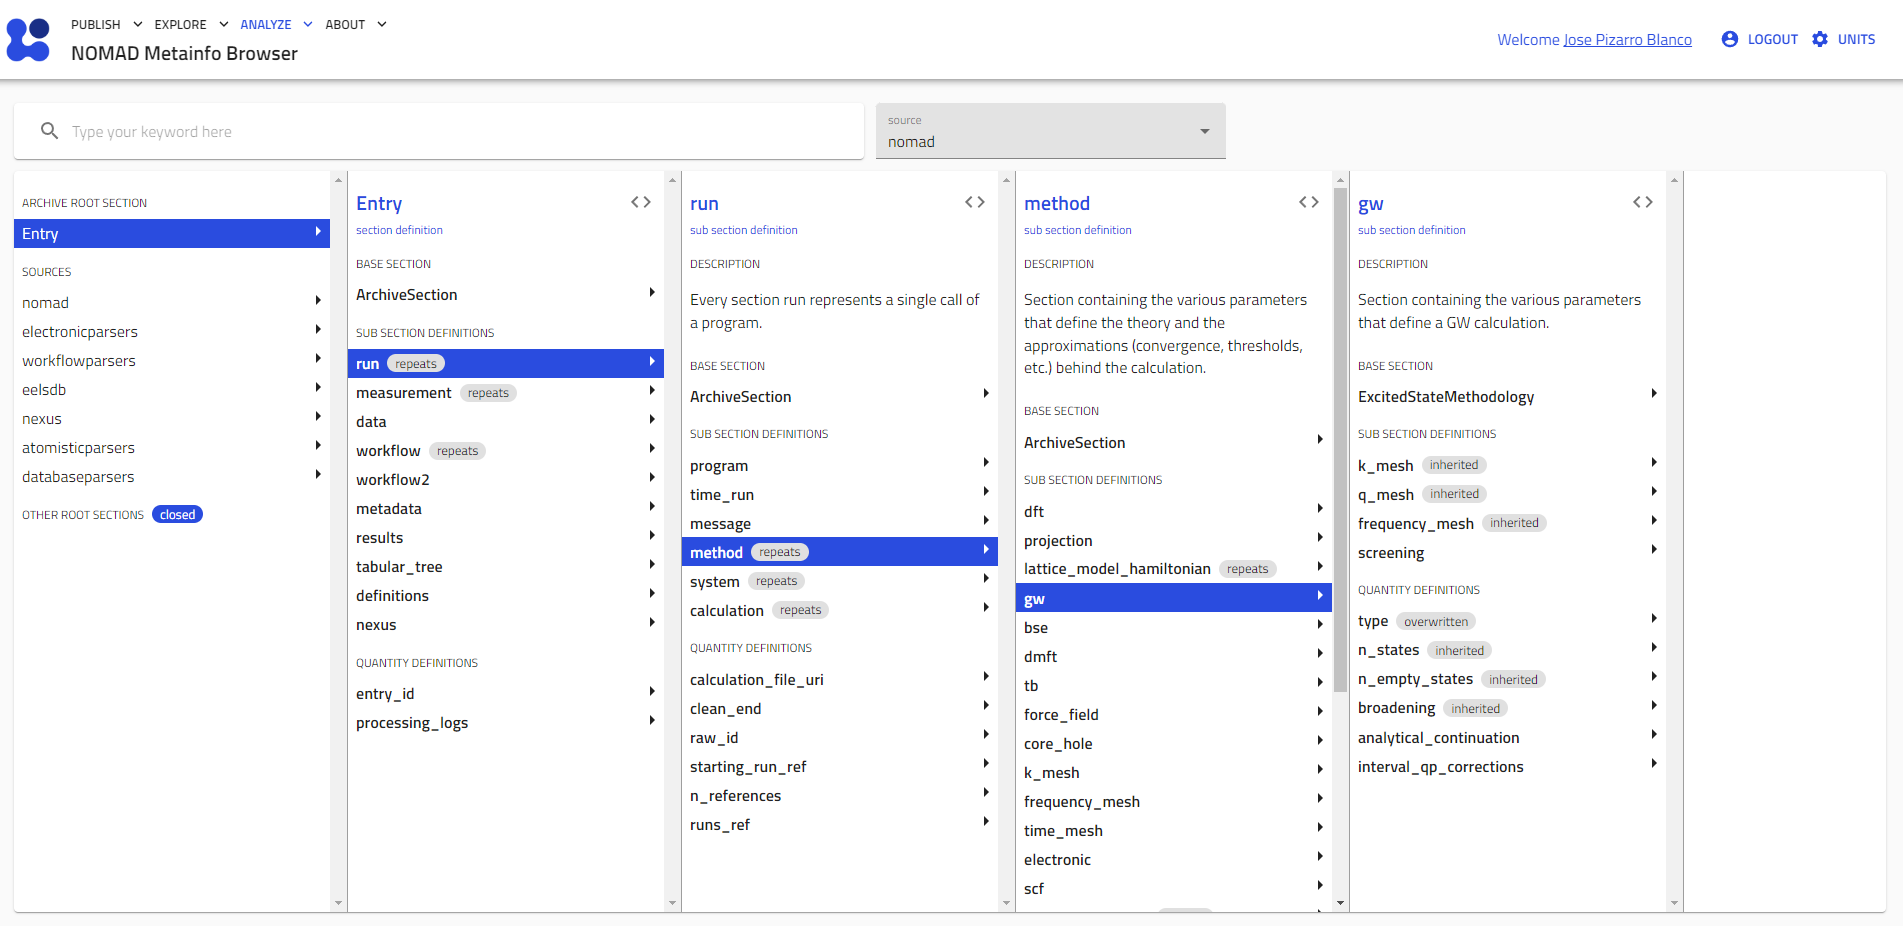 PUBLISH EXPLORE ANALYZE ABOUT
NOMAD Metainfo Browser
Welcome Jose Pizarro Blanco LOGOUT UNITS
Type your keyword here
source
nomad
ARCHIVE ROOT SECTION
Entry
SOURCES
nomad
electronicparsers
workflowparsers
eelsdb
nexus
atomisticparsers
databaseparsers
OTHER ROOT SECTIONS closed
Entry
section definition
BASE SECTION
ArchiveSection
SUB SECTION DEFINITIONS
run repeats
measurement repeats
data
workflow repeats
workflow2
metadata
results
tabular_tree
definitions
nexus
QUANTITY DEFINITIONS
entry_id
processing_logs
run
sub section definition
DESCRIPTION
Every section run represents a single call of
a program.
BASE SECTION
ArchiveSection
SUB SECTION DEFINITIONS
program
time_run
message
method repeats
system repeats
calculation repeats
QUANTITY DEFINITIONS
calculation_file_uri
clean_end
raw_id
starting_run_ref
n_references
runs_ref
method
sub section definition
DESCRIPTION
Section containing the various parameters
that define the theory and the
approximations (convergence, thresholds,
etc.) behind the calculation.
BASE SECTION
ArchiveSection
SUB SECTION DEFINITIONS
dft
projection
lattice_model_hamiltonian repeats
gw
bse
dmft
tb
force_field
core_hole
k_mesh
frequency_mesh
time_mesh
electronic
scf
gw
sub section definition
DESCRIPTION
Section containing the various parameters
that define a GW calculation.
BASE SECTION
ExcitedStateMethodology
SUB SECTION DEFINITIONS
k_mesh inherited
q_mesh inherited
frequency_mesh inherited
screening
QUANTITY DEFINITIONS
type overwritten
n_states inherited
n_empty_states inherited
broadening inherited
analytical_continuation
interval_qp_corrections